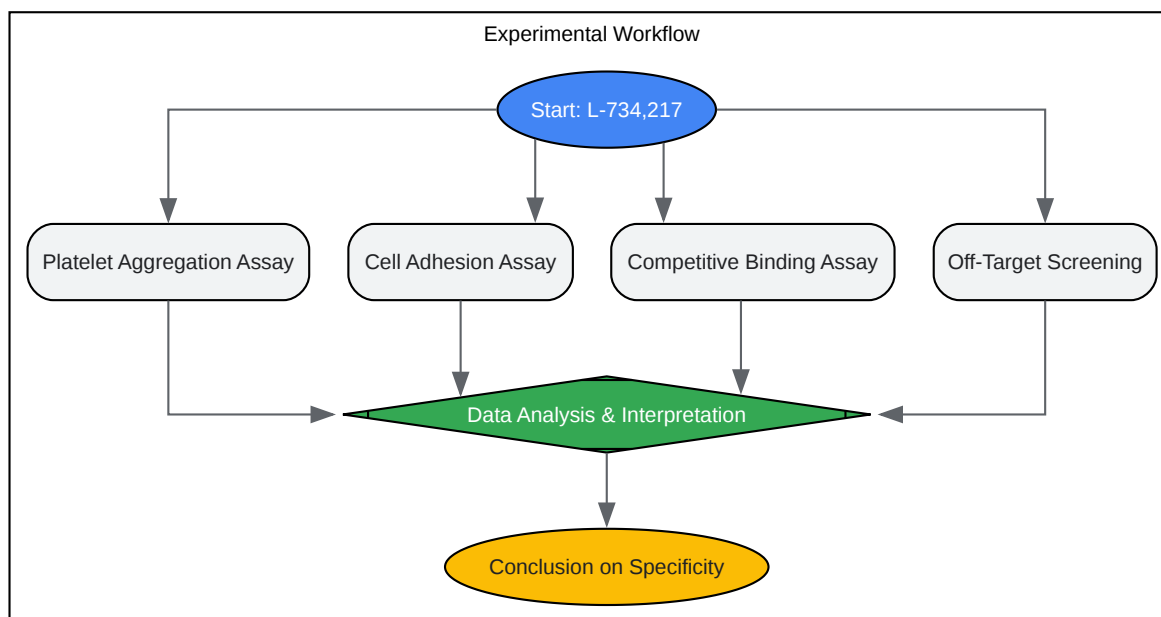 Experimental Workflow
Start: L-734,217
Platelet Aggregation Assay
Cell Adhesion Assay
Competitive Binding Assay
Off-Target Screening
Data Analysis & Interpretation
Conclusion on Specificity